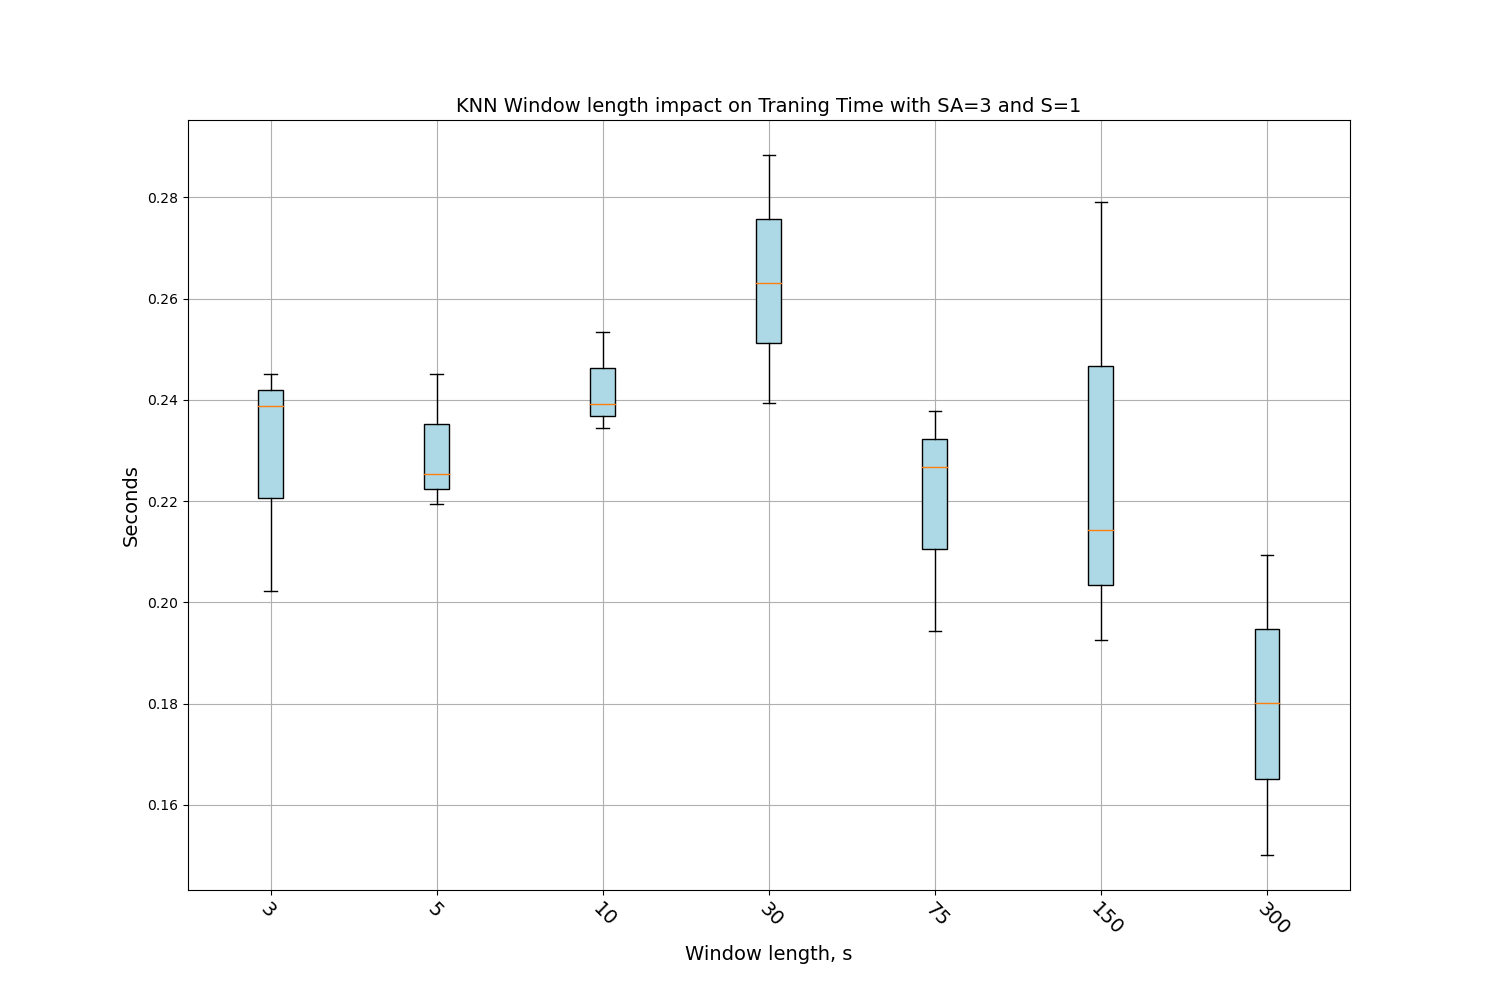 KNN Window length impact on Traning Time with SA=3 and S=1
0.28
0.26
0.24
0.22
0.20
0.18
0.16
Seconds
3 5 10 30 75 150 300
Window length, s